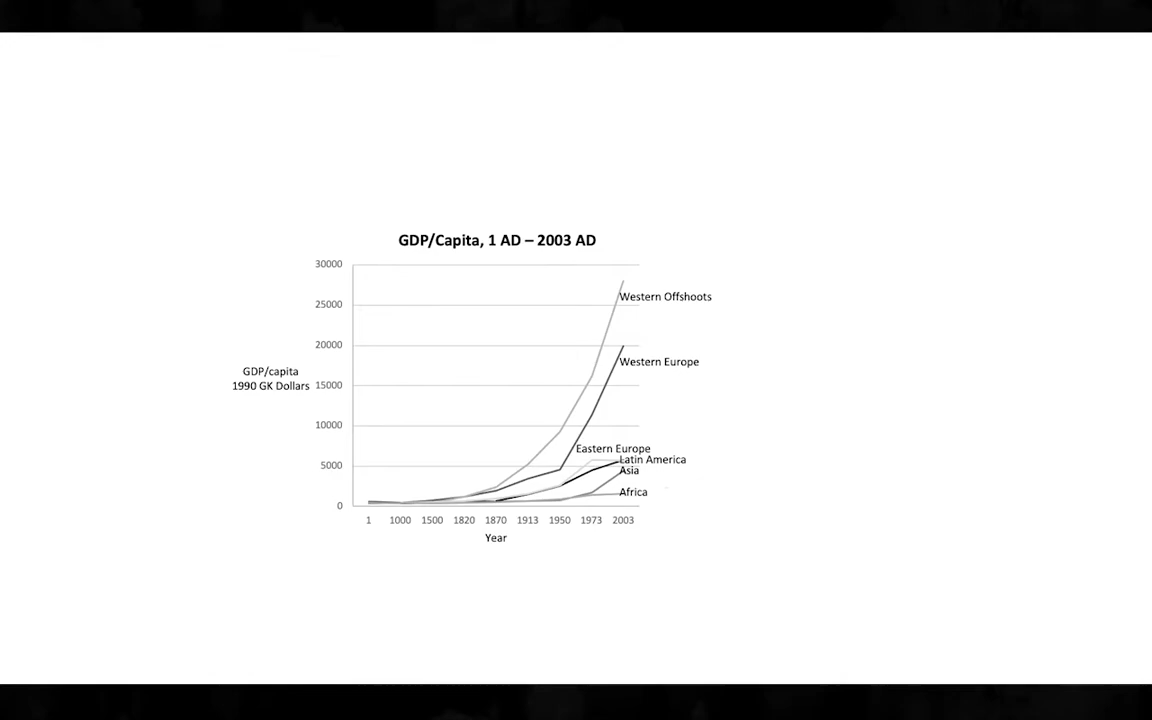 GDP/Capita, 1 AD – 2003 AD
30000
25000
20000
15000
10000
5000
0
GDP/capita
1990 GK Dollars
Western Offshoots
Western Europe
Eastern Europe
Latin America
Asia
Africa
1 1000 1500 1820 1870 1913 1950 1973 2003
Year